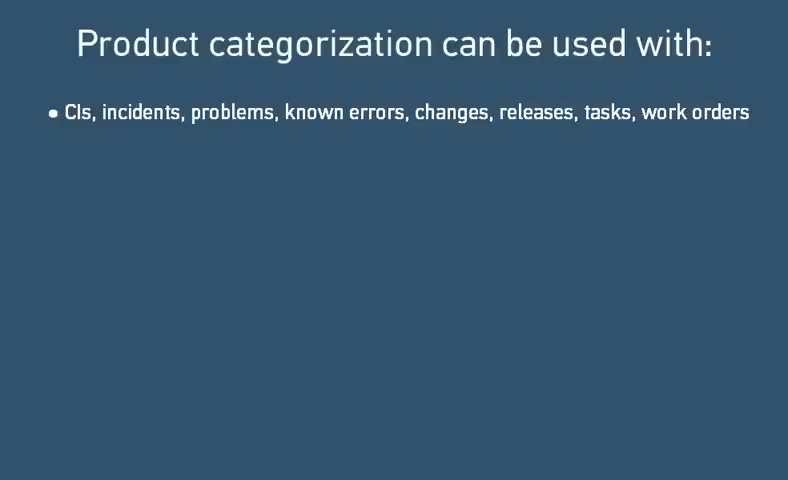 Product categorization can be used with:
• CIs, incidents, problems, known errors, changes, releases, tasks, work orders